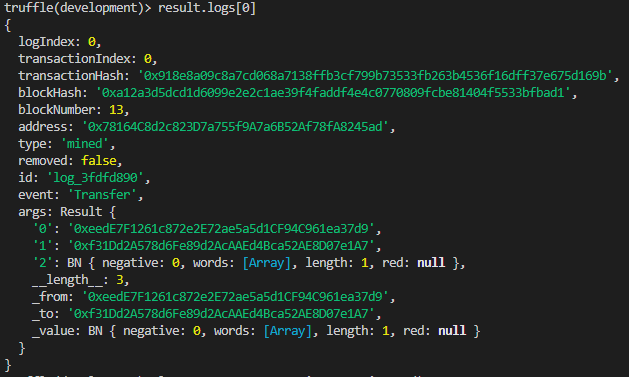 truffle(development)> result.logs[0]
{
  logIndex: 0,
  transactionIndex: 0,
  transactionHash: '0x918e8a09c8a7cd068a7138ffb3cf799b73533fb263b4536f16dff37e675d169b',
  blockHash: '0xa12a3d5dcd1d6099e2e2c1ae39f4faddf4e4c0770809fcbe81404f5533bfbad1',
  blockNumber: 13,
  address: '0x78164C8d2c823D7a755f9A7a6B52Af78fA8245ad',
  type: 'mined',
  removed: false,
  id: 'log_3fdfd890',
  event: 'Transfer',
  args: Result {
    '0': '0xeedE7F1261c872e2E72ae5a5d1CF94C961ea37d9',
    '1': '0xf31Dd2A578d6Fe89d2AcAAEd4Bca52AE8D07e1A7',
    '2': BN { negative: 0, words: [Array], length: 1, red: null },
    __length__: 3,
    _from: '0xeedE7F1261c872e2E72ae5a5d1CF94C961ea37d9',
    _to: '0xf31Dd2A578d6Fe89d2AcAAEd4Bca52AE8D07e1A7',
    _value: BN { negative: 0, words: [Array], length: 1, red: null }
  }
}